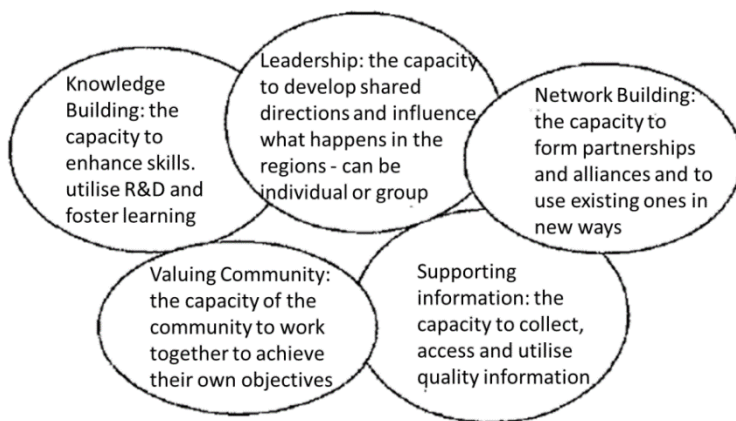 Knowledge
Building: the
capacity to
enhance skills.
utilise R&D and
foster learning
Leadership: the capacity
to develop shared
directions and influence
what happens in the
regions - can be
individual or group
Network Building:
the capacity to
form partnerships
and alliances and to
use existing ones in
new ways
Valuing Community:
the capacity of the
community to work
together to achieve
their own objectives
Supporting
information: the
capacity to collect,
access and utilise
quality information